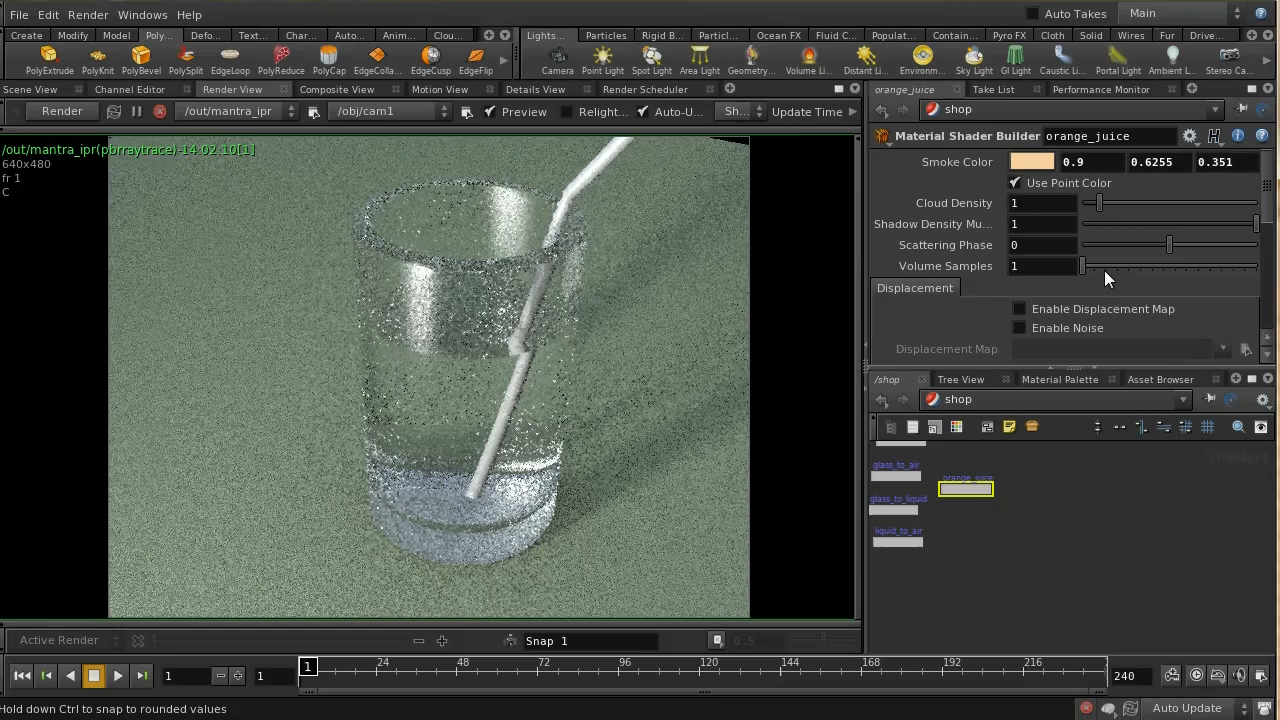 File Edit Render Windows Help
Auto Takes Main
Create Modify Model Poly... Defo... Text... Char... Auto... Anim... Clou... Lights... Particles Rigid B... Particl... Ocean FX Fluid C... Populat... Contain... Pyro FX Cloth Solid Wires Fur Drive...
PolyExtrude PolyKnit PolyBevel PolySplit EdgeLoop PolyReduce PolyCap EdgeColla... EdgeCusp EdgeFlip Camera Point Light Spot Light Area Light Geometry... Volume Li... Distant Li... Environm... Sky Light GI Light Caustic Li... Portal Light Ambient L... Stereo Ca...
Scene View Channel Editor Render View Composite View Motion View Details View Render Scheduler
orange_juice Take List Performance Monitor
Render /out/mantra_ipr /obj/cam1 Preview Relight... Auto-U... Sh... Update Time
shop
Material Shader Builder orange_juice
/out/mantra_ipr(pbrraytrace)-14:02:10[1]
640x480
fr 1
C
Smoke Color 0.9 0.6255 0.351
Use Point Color
Cloud Density 1
Shadow Density Mu... 1
Scattering Phase 0
Volume Samples 1
Displacement
Enable Displacement Map
Enable Noise
Displacement Map
/shop Tree View Material Palette Asset Browser
shop
Shaders
glass_to_air
orange_juice
glass_to_liquid
liquid_to_air
Active Render Snap 1 0.5
1 1 1 24 48 72 96 120 144 168 192 216 240
Hold down Ctrl to snap to rounded values
Auto Update